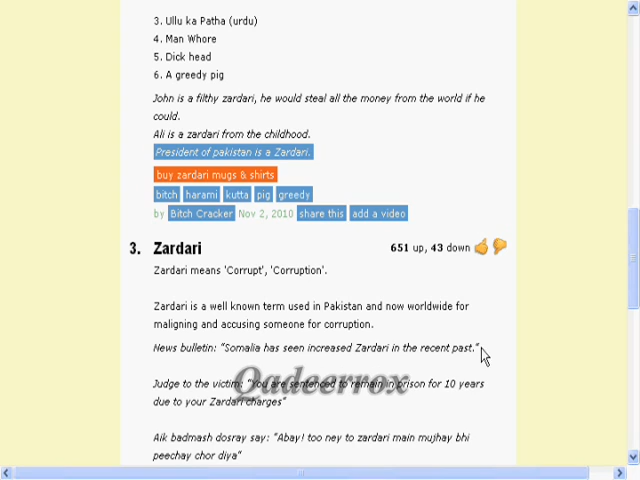 3. Ullu ka Patha (urdu)
4. Man Whore
5. Dick head
6. A greedy pig
John is a filthy zardari, he would steal all the money from the world if he
could.
Ali is a zardari from the childhood.
President of pakistan is a Zardari.
buy zardari mugs & shirts
bitch harami kutta pig greedy
by Bitch Cracker Nov 2, 2010 share this add a video
3. Zardari 651 up, 43 down
Zardari means 'Corrupt', 'Corruption'.
Zardari is a well known term used in Pakistan and now worldwide for
maligning and accusing someone for corruption.
News bulletin: "Somalia has seen increased Zardari in the recent past."
Judge to the victim: "You are sentenced to remain in prison for 10 years
due to your Zardari charges"
Qadeerrox
Aik badmash dosray say: "Abay! too ney to zardari main mujhay bhi
peechay chor diya"